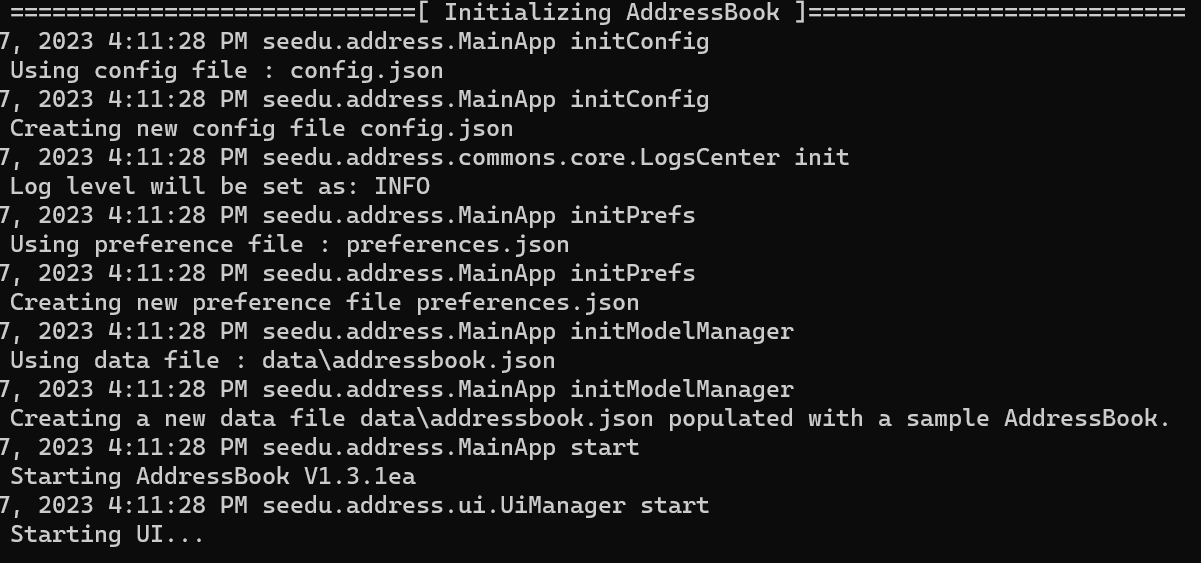 =============================[ Initializing AddressBook ]===========================
7, 2023 4:11:28 PM seedu.address.MainApp initConfig
Using config file : config.json
7, 2023 4:11:28 PM seedu.address.MainApp initConfig
Creating new config file config.json
7, 2023 4:11:28 PM seedu.address.commons.core.LogsCenter init
Log level will be set as: INFO
7, 2023 4:11:28 PM seedu.address.MainApp initPrefs
Using preference file : preferences.json
7, 2023 4:11:28 PM seedu.address.MainApp initPrefs
Creating new preference file preferences.json
7, 2023 4:11:28 PM seedu.address.MainApp initModelManager
Using data file : data\addressbook.json
7, 2023 4:11:28 PM seedu.address.MainApp initModelManager
Creating a new data file data\addressbook.json populated with a sample AddressBook.
7, 2023 4:11:28 PM seedu.address.MainApp start
Starting AddressBook V1.3.1ea
7, 2023 4:11:28 PM seedu.address.ui.UiManager start
Starting UI...